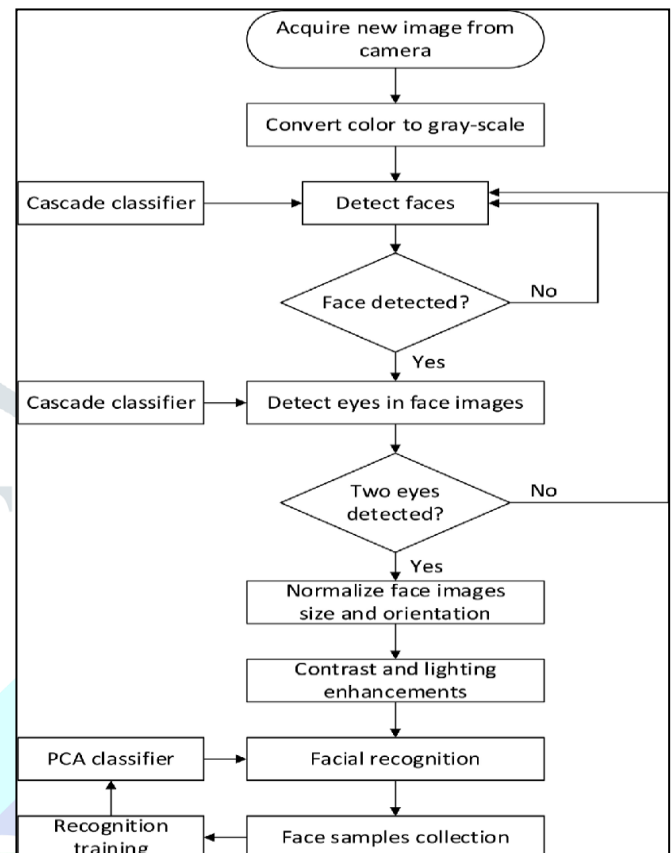 Acquire new image from
camera
Convert color to gray-scale
Cascade classifier
Detect faces
Face detected?
No
Yes
Cascade classifier
Detect eyes in face images
Two eyes
detected?
No
Yes
Normalize face images
size and orientation
Contrast and lighting
enhancements
PCA classifier
Facial recognition
Recognition
training
Face samples collection